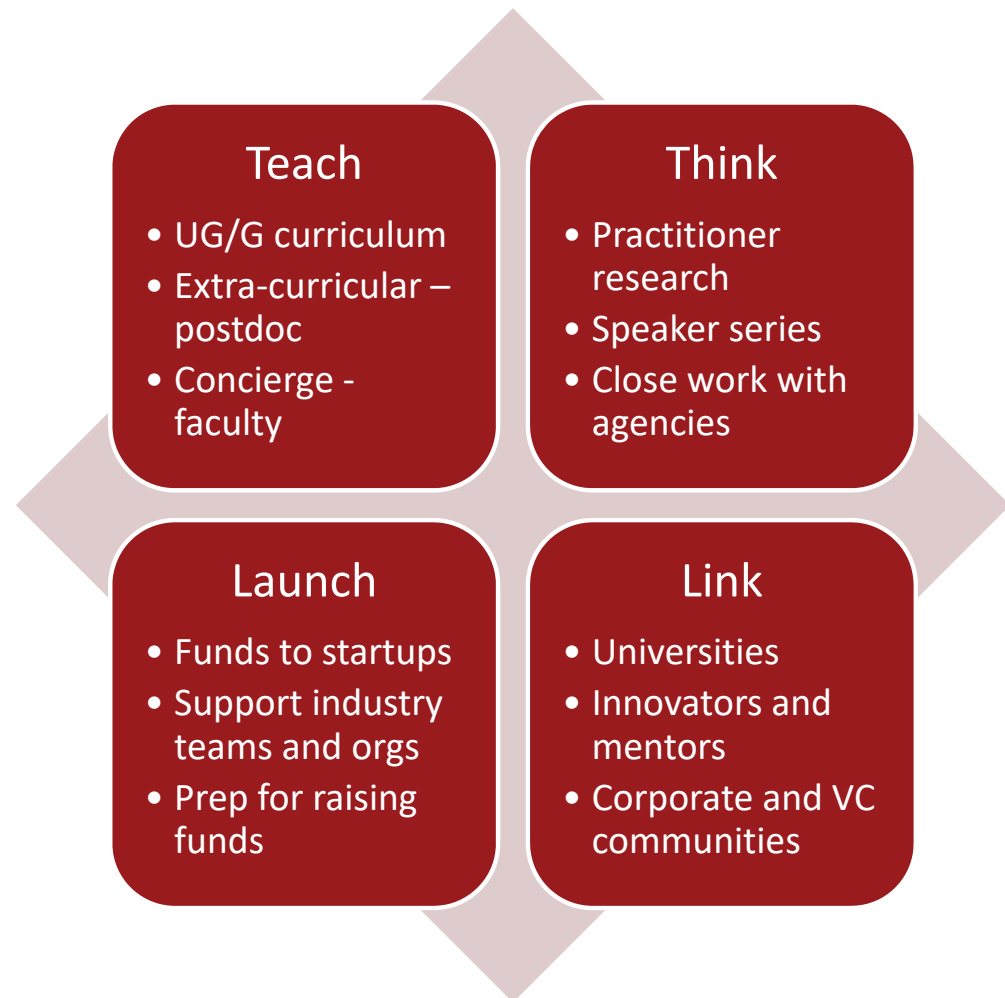 Teach
• UG/G curriculum
• Extra-curricular –
postdoc
• Concierge -
faculty
Think
• Practitioner
research
• Speaker series
• Close work with
agencies
Launch
• Funds to startups
• Support industry
teams and orgs
• Prep for raising
funds
Link
• Universities
• Innovators and
mentors
• Corporate and VC
communities